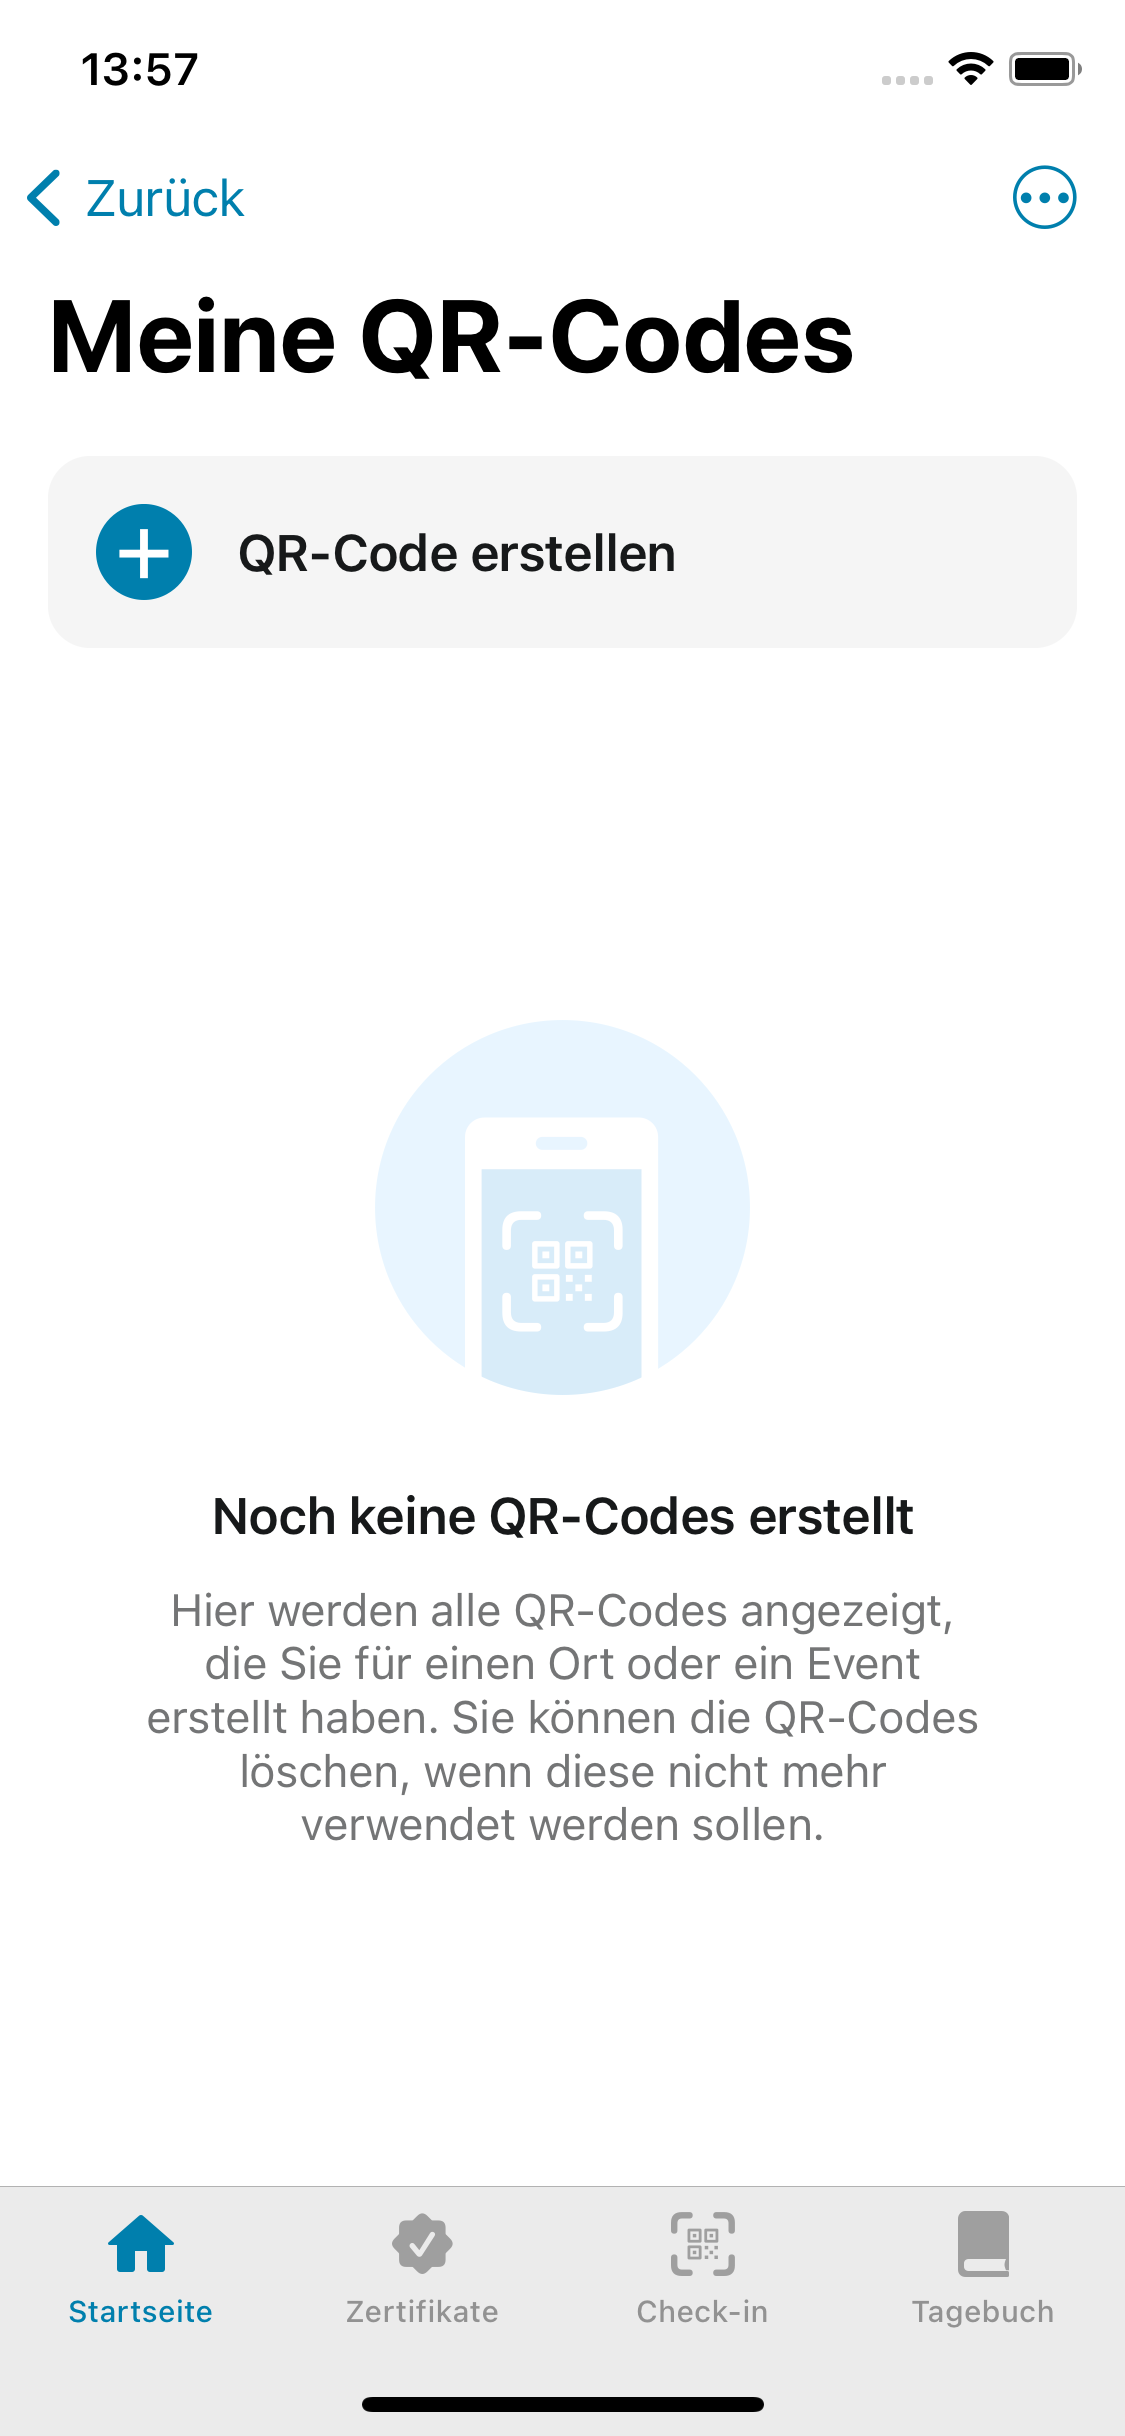 13:57
Zurück
Meine QR-Codes
QR-Code erstellen
Noch keine QR-Codes erstellt
Hier werden alle QR-Codes angezeigt,
die Sie für einen Ort oder ein Event
erstellt haben. Sie können die QR-Codes
löschen, wenn diese nicht mehr
verwendet werden sollen.
Startseite
Zertifikate
Check-in
Tagebuch